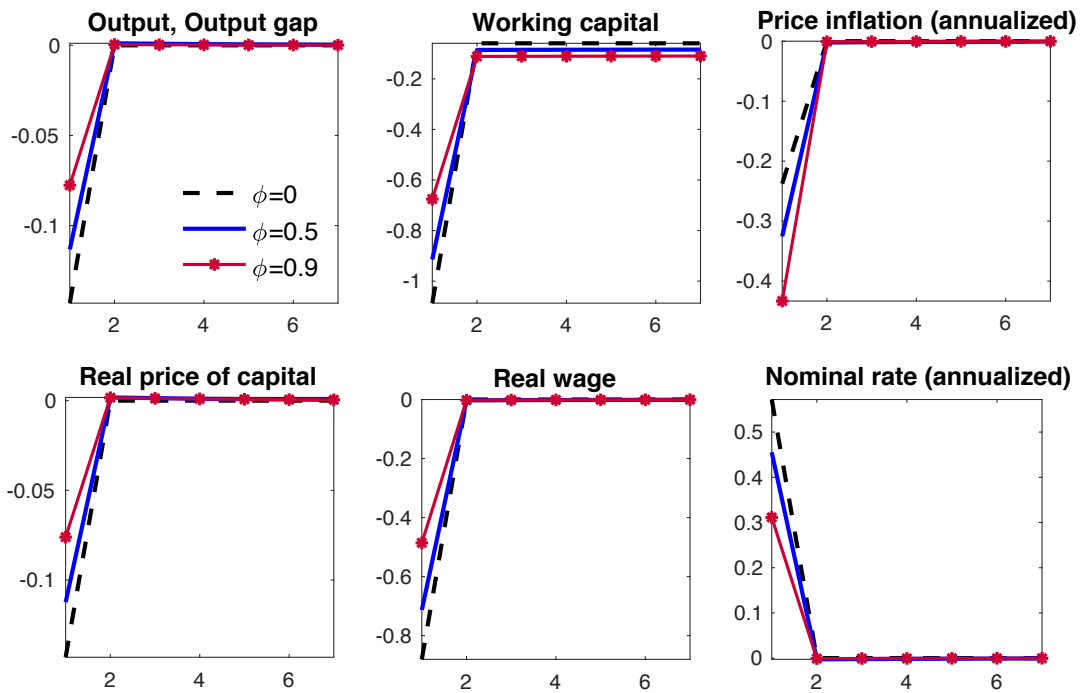 Output, Output gap
0
-0.05
-0.1
2 4 6
ϕ=0
ϕ=0.5
ϕ=0.9
Working capital
-0.2
-0.4
-0.6
-0.8
-1
2 4 6
Price inflation (annualized)
0
-0.1
-0.2
-0.3
-0.4
2 4 6
Real price of capital
0
-0.05
-0.1
2 4 6
Real wage
0
-0.2
-0.4
-0.6
-0.8
2 4 6
Nominal rate (annualized)
0.5
0.4
0.3
0.2
0.1
0
2 4 6